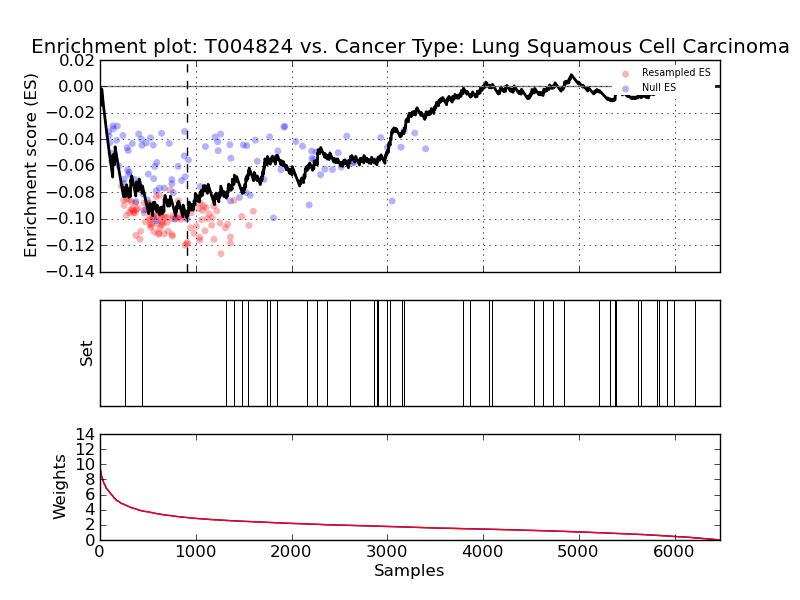 Enrichment plot: T004824 vs. Cancer Type: Lung Squamous Cell Carcinoma
0.02
0.00
−0.02
−0.04
−0.06
−0.08
−0.10
−0.12
−0.14
Enrichment score (ES)
Resampled ES
Null ES
Set
14
12
10
8
6
4
2
0
Weights
0 1000 2000 3000 4000 5000 6000
Samples